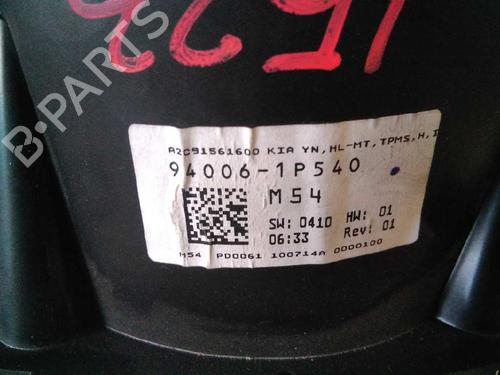 1523
A2C91561600 KIA YN,HL-MT,TPMS,H,I
94006-1P540
M54
SW: 0410 HW: 01
06:33 Rev: 01
M54 PD0061 100714A 0000100
B-PARTS